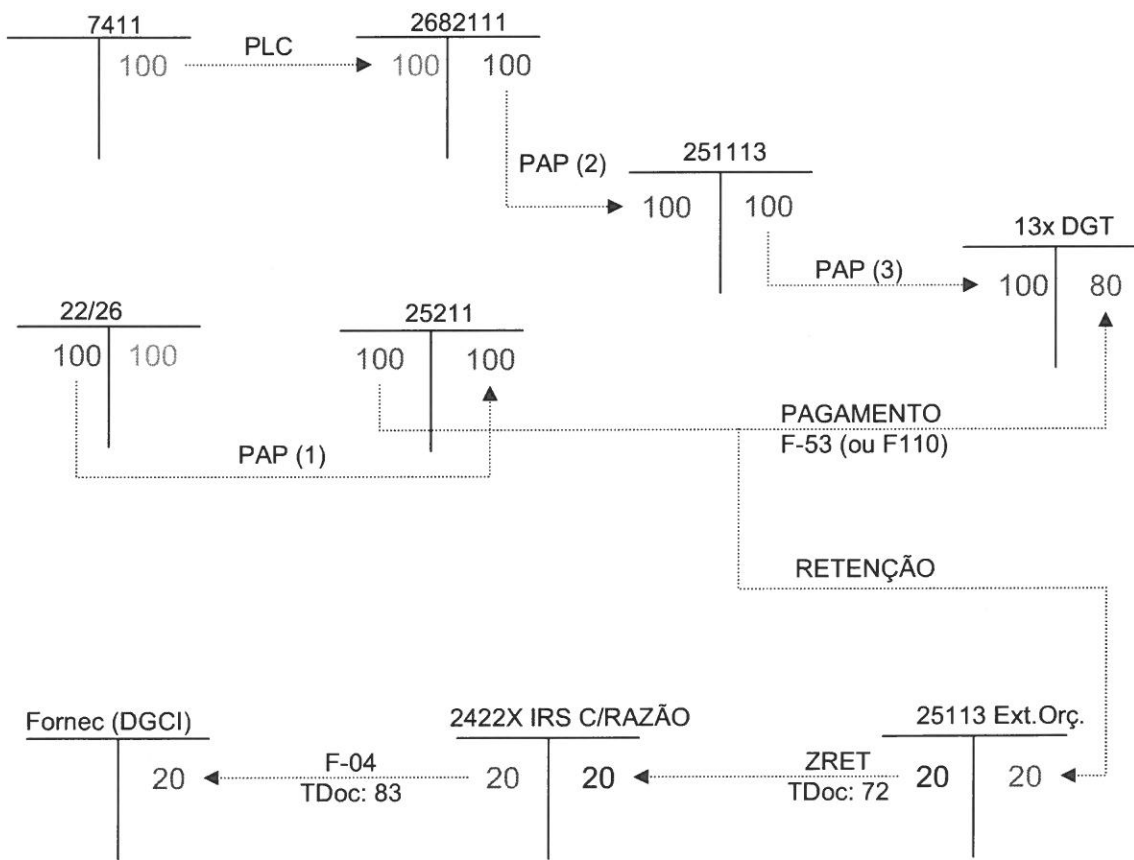 7411
2682111
100
PLC
100
100
PAP (2)
251113
100
100
13x DGT
PAP (3)
100
80
22/26
25211
100
100
100
100
PAP (1)
PAGAMENTO
F-53 (ou F110)
RETENÇÃO
Fornec (DGCI)
2422X IRS C/RAZÃO
25113 Ext.Orç.
20
F-04
TDoc: 83
20
20
ZRET
TDoc: 72
20
20